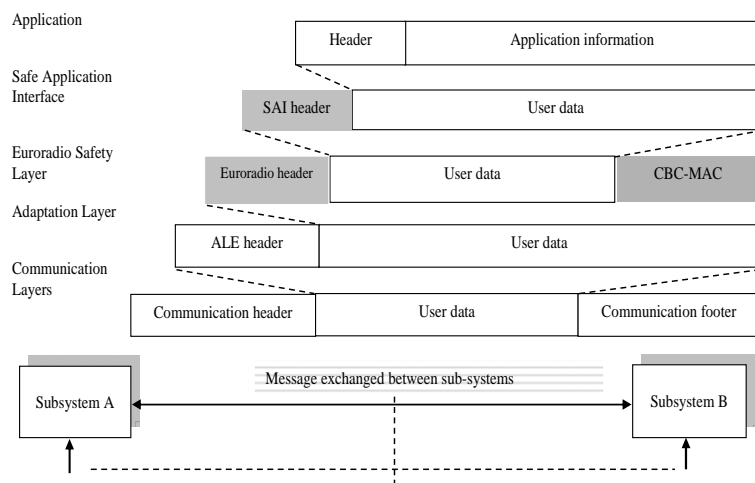 Application
Header
Application information
Safe Application
Interface
SAI header
User data
Euroradio Safety
Layer
Euroradio header
User data
CBC-MAC
Adaptation Layer
ALE header
User data
Communication
Layers
Communication header
User data
Communication footer
Subsystem A
Message exchanged between sub-systems
Subsystem B